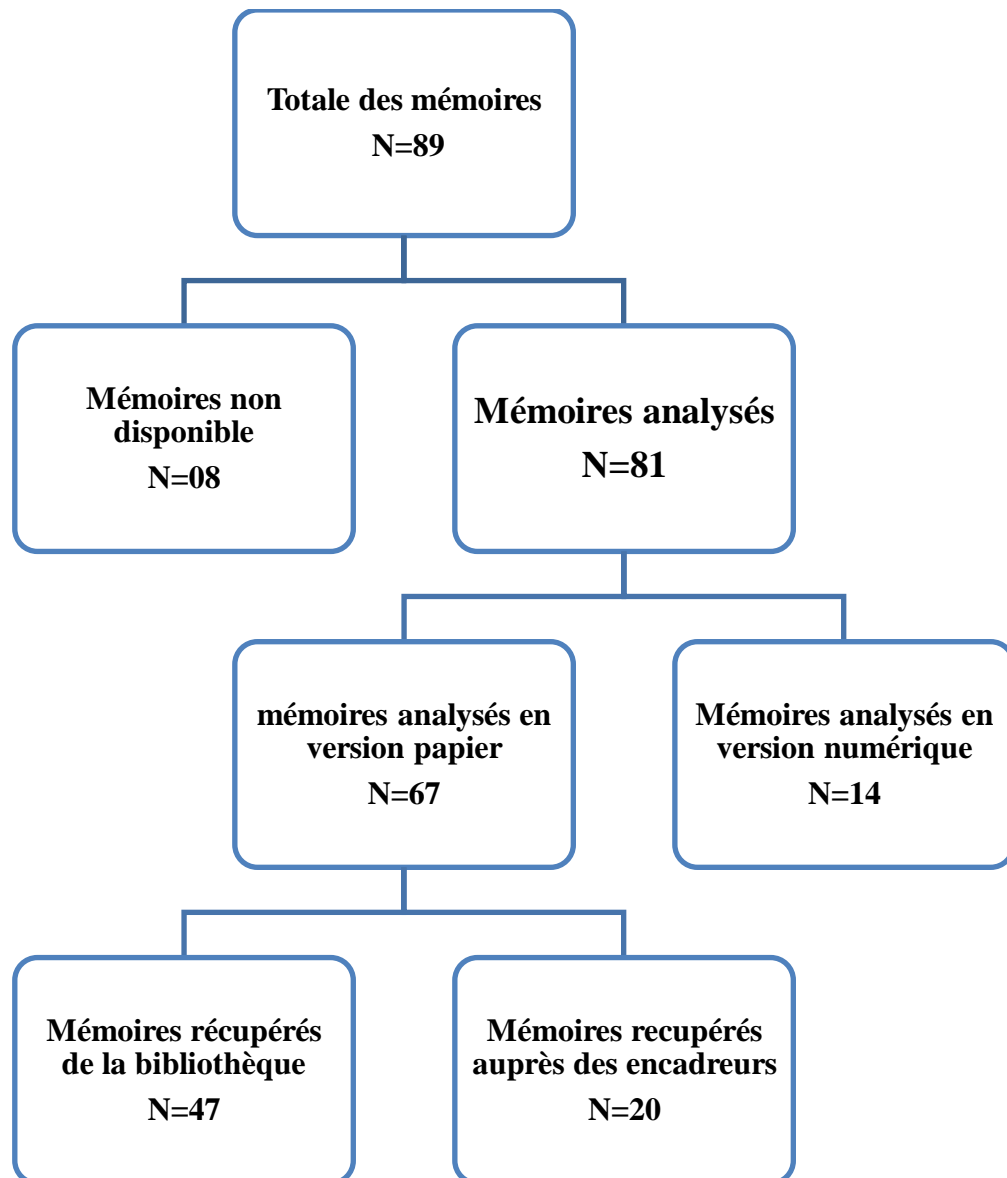 Totale des mémoires
N=89
Mémoires non
disponible
N=08
Mémoires analysés
N=81
mémoires analysés en
version papier
N=67
Mémoires analysés en
version numérique
N=14
Mémoires récupérés
de la bibliothèque
N=47
Mémoires recupérés
auprès des encadreurs
N=20